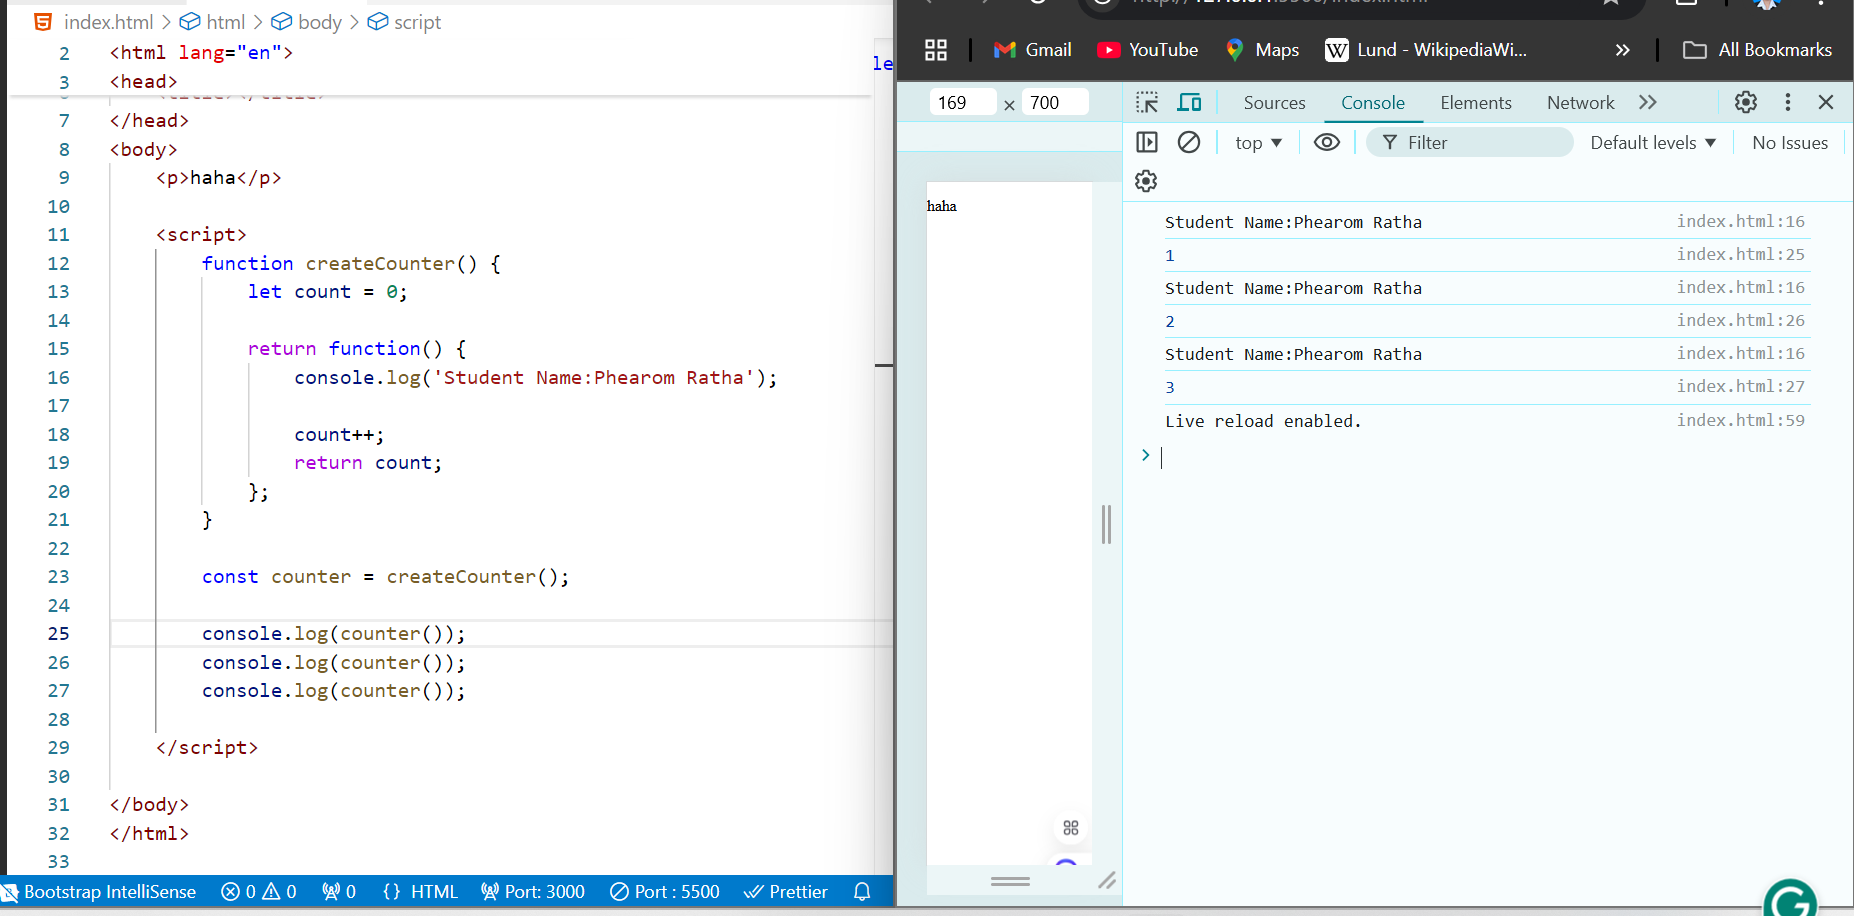 index.html > html > body > script
2 <html lang="en">
3 <head>
7 </head>
8 <body>
9 <p>haha</p>
10
11 <script>
12 function createCounter() {
13 let count = 0;
14
15 return function() {
16 console.log('Student Name:Phearom Ratha');
17
18 count++;
19 return count;
20 };
21 }
22
23 const counter = createCounter();
24
25 console.log(counter());
26 console.log(counter());
27 console.log(counter());
28
29 </script>
30
31 </body>
32 </html>
33
Bootstrap IntelliSense 0 0 0 {} HTML Port: 3000 Port : 5500 Prettier
le
Gmail YouTube Maps Lund - WikipediaWi... » All Bookmarks
169 × 700
haha
Sources Console Elements Network »
top ▼ Filter Default levels ▼ No Issues
Student Name:Phearom Ratha index.html:16
1 index.html:25
Student Name:Phearom Ratha index.html:16
2 index.html:26
Student Name:Phearom Ratha index.html:16
3 index.html:27
Live reload enabled. index.html:59
>